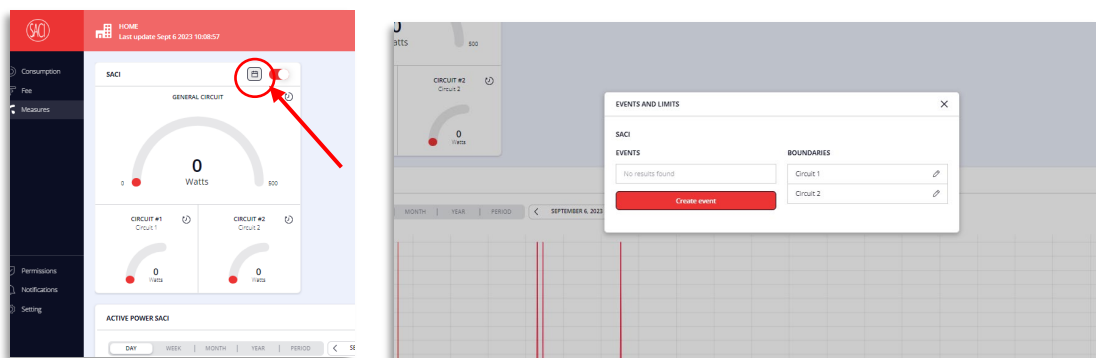 SACI
HOME
Last update Sept 6 2023 10:08:57
Consumption
Fee
Measures
Permissions
Notifications
Setting
SACI
GENERAL CIRCUIT
0
Watts
0
500
CIRCUIT #1
Circuit 1
0
Watts
CIRCUIT #2
Circuit 2
0
Watts
ACTIVE POWER SACI
DAY | WEEK | MONTH | YEAR | PERIOD
500
CIRCUIT #2
Circuit 2
0
Watts
MONTH | YEAR | PERIOD
SEPTEMBER 6, 2023
EVENTS AND LIMITS
SACI
EVENTS
No results found
Create event
BOUNDARIES
Circuit 1
Circuit 2